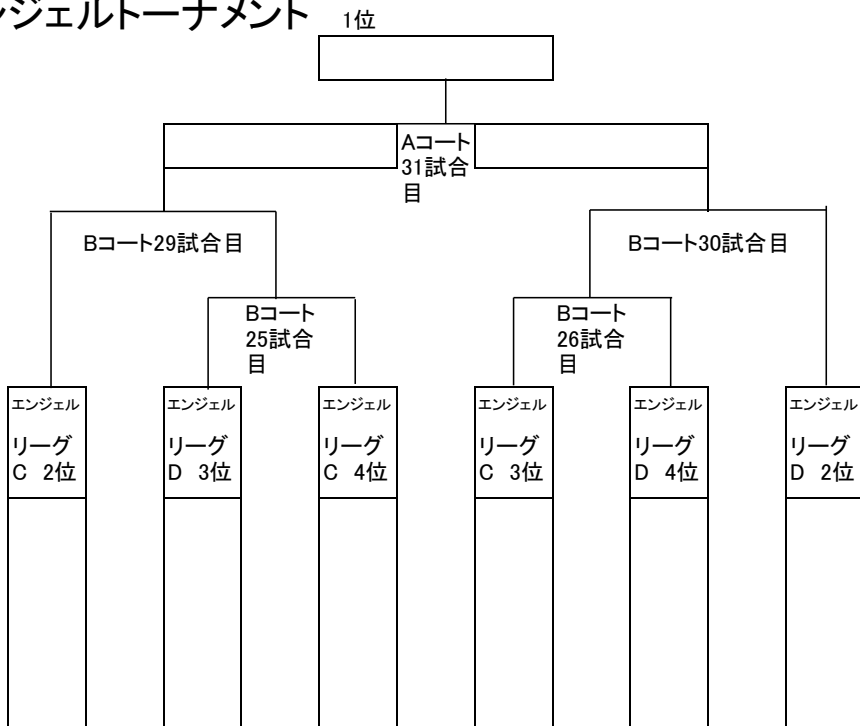 ンジェルトーナメント
1位
Aコート
31試合
目
Bコート29試合目
Bコート30試合目
Bコート
25試合
目
Bコート
26試合
目
エンジェル
リーグ
C 2位
エンジェル
リーグ
D 3位
エンジェル
リーグ
C 4位
エンジェル
リーグ
C 3位
エンジェル
リーグ
D 4位
エンジェル
リーグ
D 2位